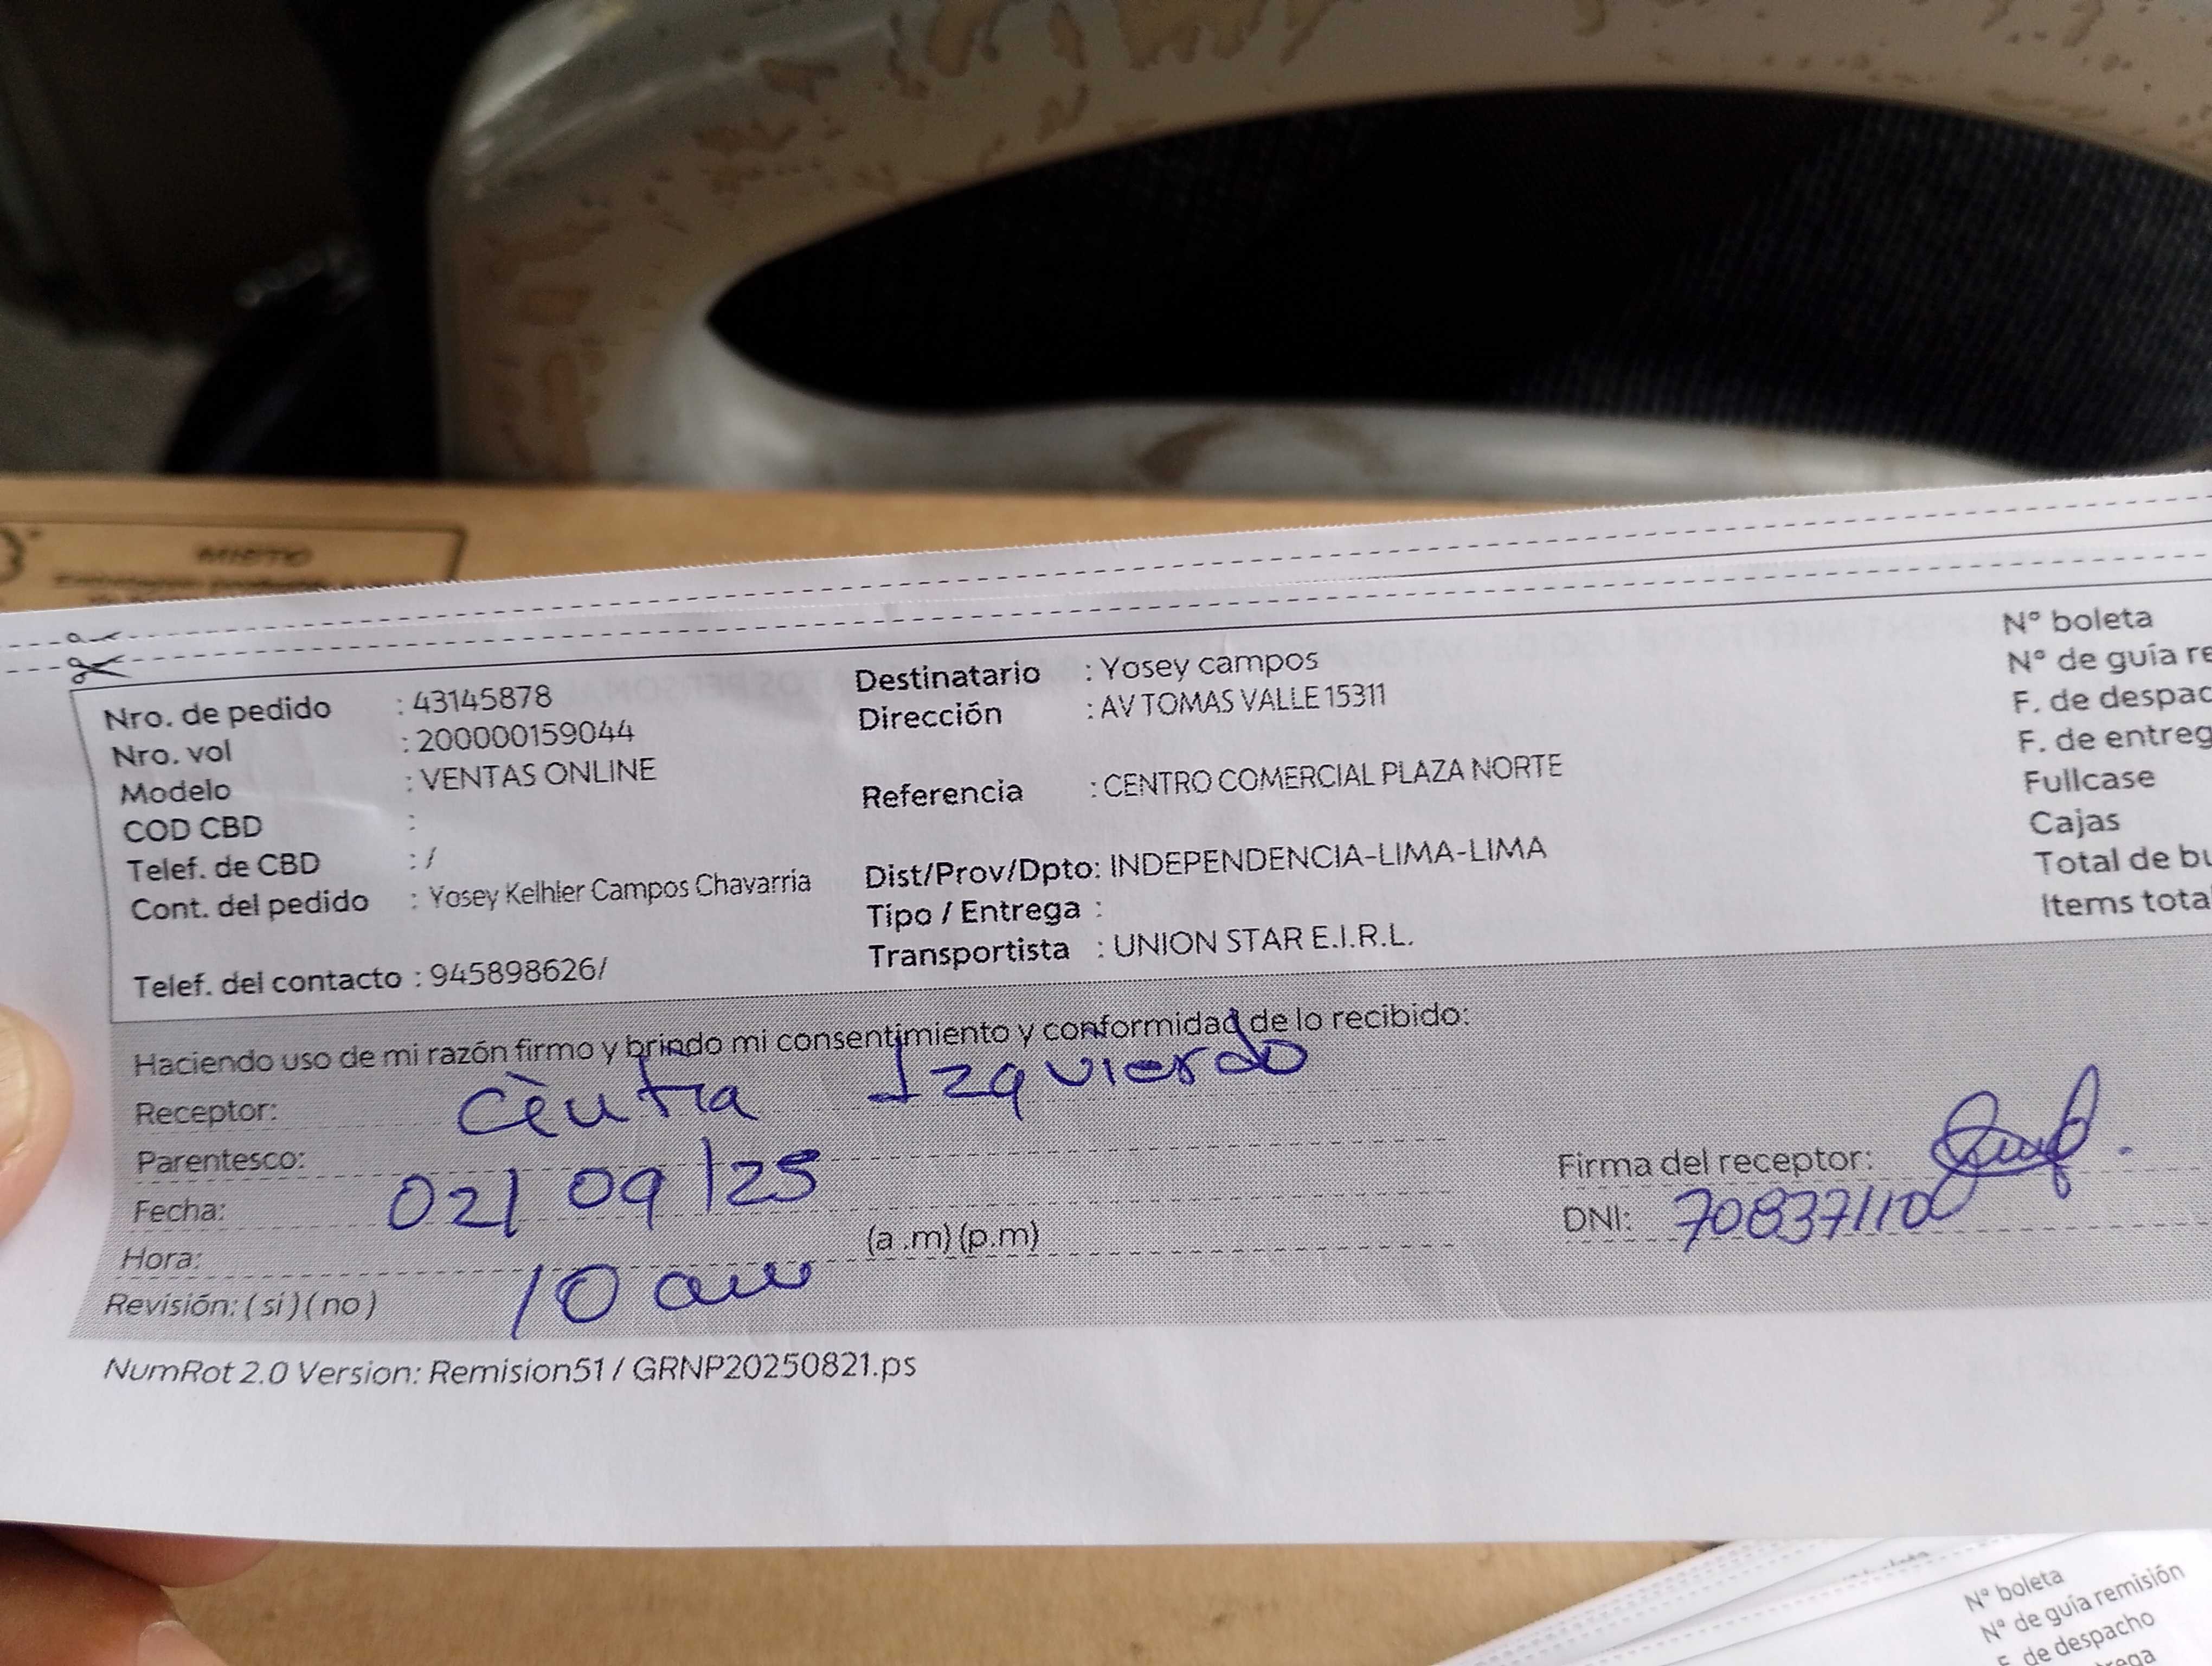 MIXTO
Nro. de pedido : 43145878
Nro. vol : 200000159044
Modelo : VENTAS ONLINE
COD CBD :
Telef. de CBD : /
Cont. del pedido : Yosey Kelhler Campos Chavarria
Telef. del contacto : 945898626/
Destinatario : Yosey campos
Dirección : AV TOMAS VALLE 15311
Referencia : CENTRO COMERCIAL PLAZA NORTE
Dist/Prov/Dpto: INDEPENDENCIA-LIMA-LIMA
Tipo / Entrega :
Transportista : UNION STAR E.I.R.L.
N° boleta
N° de guía re
F. de despac
F. de entreg
Fullcase
Cajas
Total de bu
Items tota
Haciendo uso de mi razón firmo y brindo mi consentimiento y conformidad de lo recibido:
Receptor: Izquierdo
Parentesco:
Fecha: 02/09/25
Hora: 10 am (a .m) (p.m)
Revisión: ( si ) ( no )
Firma del receptor:
DNI: 70837110
NumRot 2.0 Version: Remision51 / GRNP20250821.ps
N° boleta
N° de guía remisión
F. de despacho